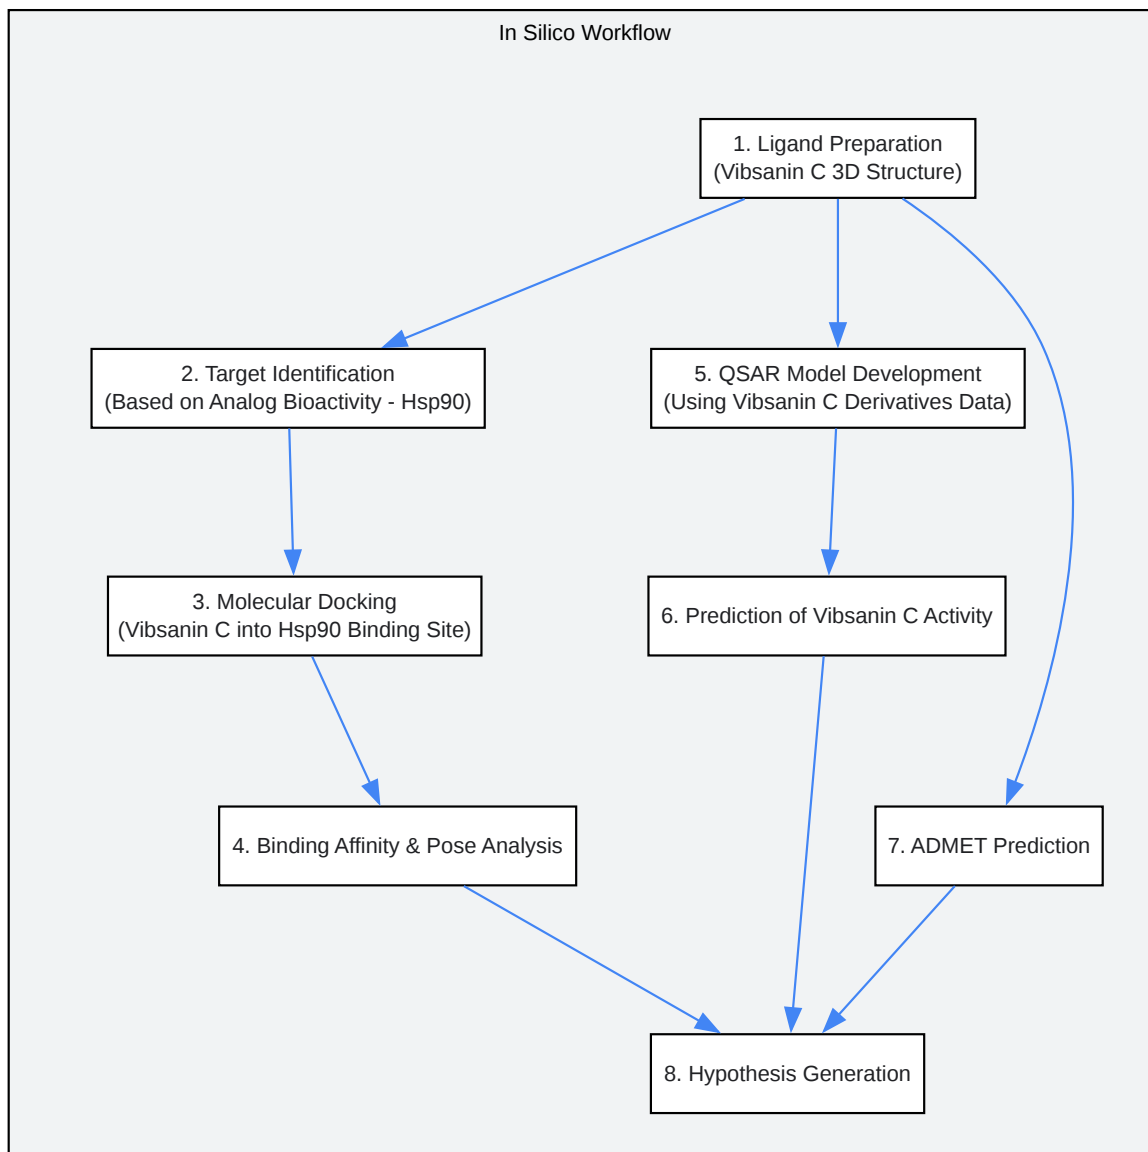 In Silico Workflow
1. Ligand Preparation
(Vibsanin C 3D Structure)
2. Target Identification
(Based on Analog Bioactivity - Hsp90)
5. QSAR Model Development
(Using Vibsanin C Derivatives Data)
3. Molecular Docking
(Vibsanin C into Hsp90 Binding Site)
6. Prediction of Vibsanin C Activity
4. Binding Affinity & Pose Analysis
7. ADMET Prediction
8. Hypothesis Generation